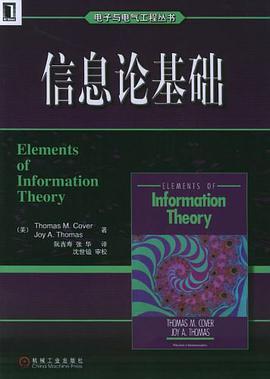 电子与电气工程丛书
信息论基础
Elements
of
Information
Theory
(美) Thomas M. Cover 著
Joy A. Thomas
阮吉寿 张 华 译
沈世镒 审校
ELEMENTS OF
Information
Theory
THOMAS M. COVER
JOY A. THOMAS
机械工业出版社
China Machine Press